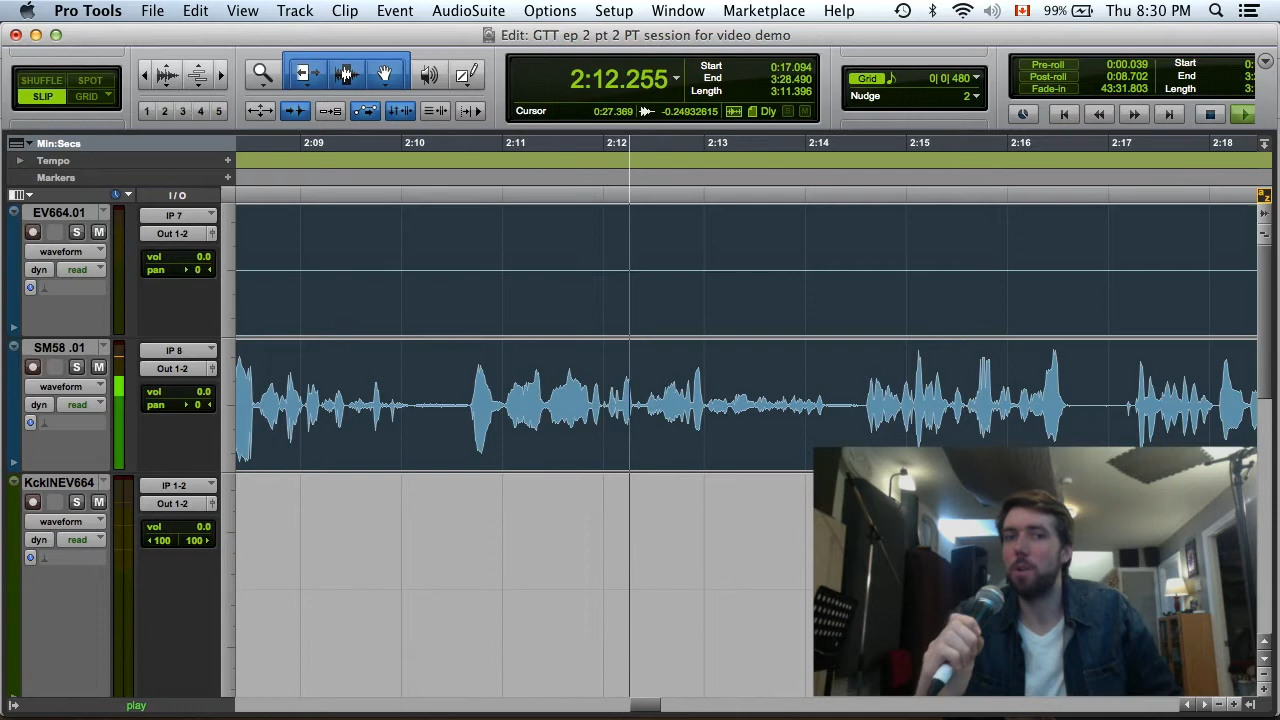 Pro Tools File Edit View Track Clip Event AudioSuite Options Setup Window Marketplace Help 99% Thu 8:30 PM
Edit: GTT ep 2 pt 2 PT session for video demo
SHUFFLE SPOT
SLIP GRID
1 2 3 4 5
2:12.255
Start 0:17.094
End 3:28.490
Length 3:11.396
Cursor 0:27.369 -0.24932615 Dly S M
Grid 0| 0| 480
Nudge 2
Pre-roll 0:00.039
Post-roll 0:08.702
Fade-in 43:31.803
Start
End
Length
Min:Secs 2:09 2:10 2:11 2:12 2:13 2:14 2:15 2:16 2:17 2:18
Tempo
Markers
I / O
a z
EV664.01 IP 7
S M Out 1-2
waveform vol 0.0
dyn read pan 0
SM58 .01 IP 8
S M Out 1-2
waveform vol 0.0
dyn read pan 0
KckINEV664 IP 1-2
S M Out 1-2
waveform vol 0.0
dyn read 100 100
play